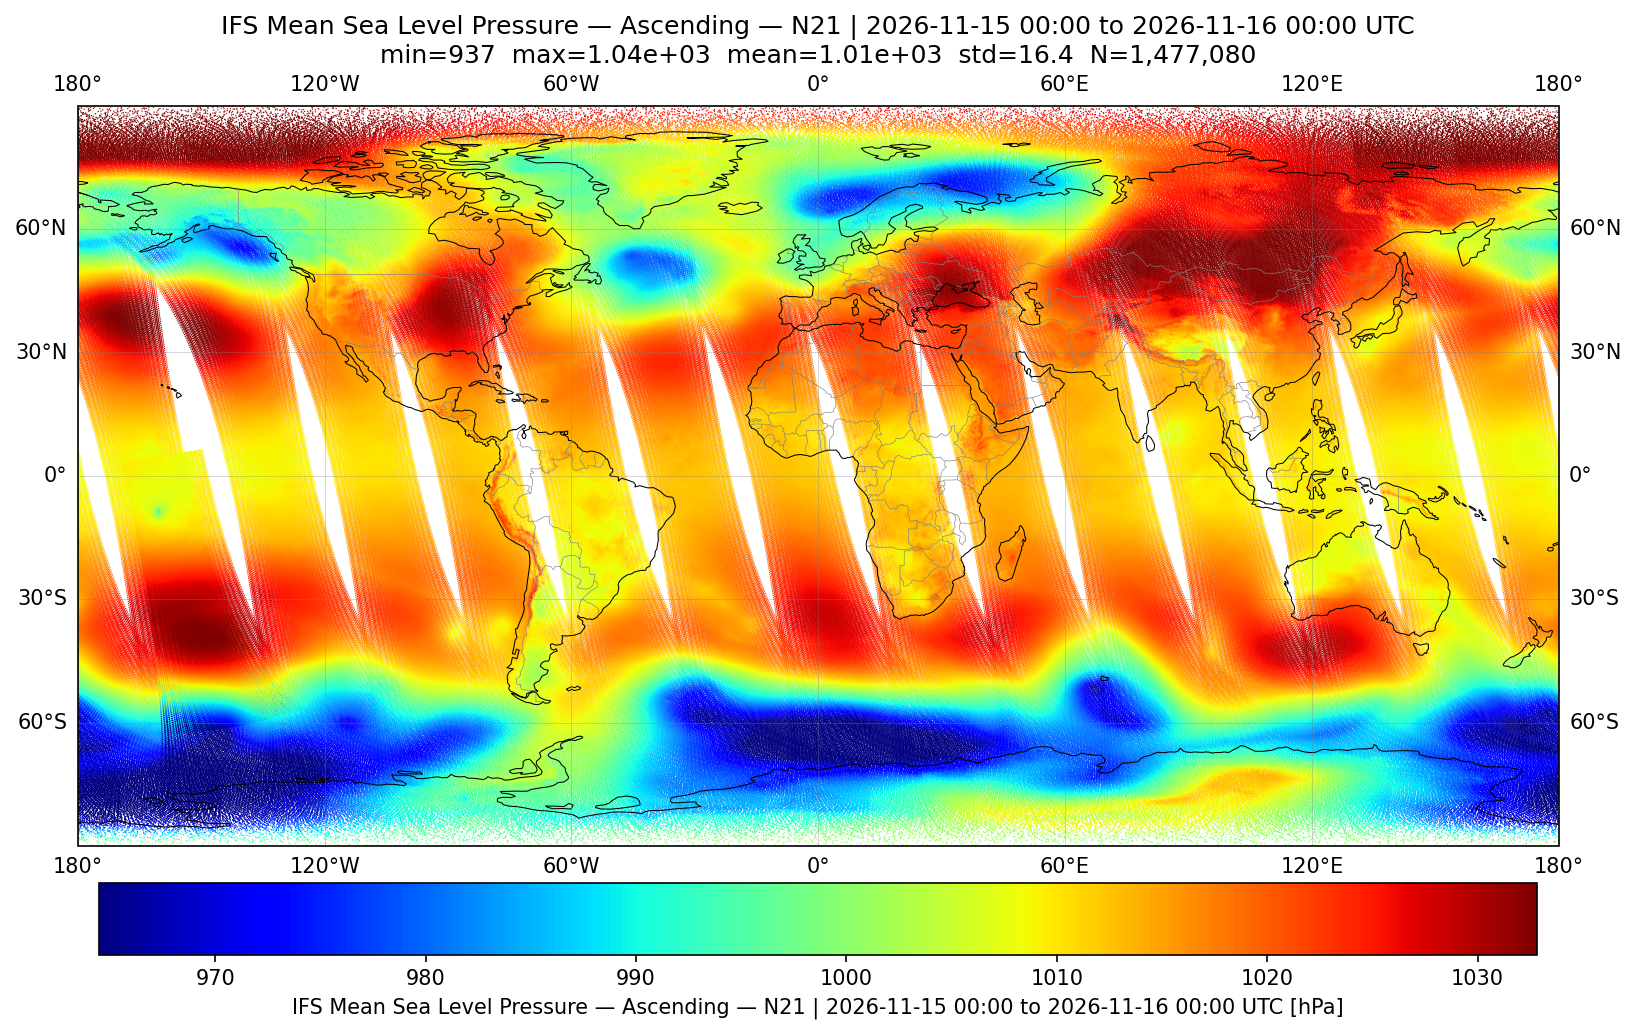 IFS Mean Sea Level Pressure — Ascending — N21 | 2026-11-15 00:00 to 2026-11-16 00:00 UTC
min=937  max=1.04e+03  mean=1.01e+03  std=16.4  N=1,477,080
180° 120°W 60°W 0° 60°E 120°E 180°
60°N 60°N
30°N 30°N
0° 0°
30°S 30°S
60°S 60°S
180° 120°W 60°W 0° 60°E 120°E 180°
970 980 990 1000 1010 1020 1030
IFS Mean Sea Level Pressure — Ascending — N21 | 2026-11-15 00:00 to 2026-11-16 00:00 UTC [hPa]